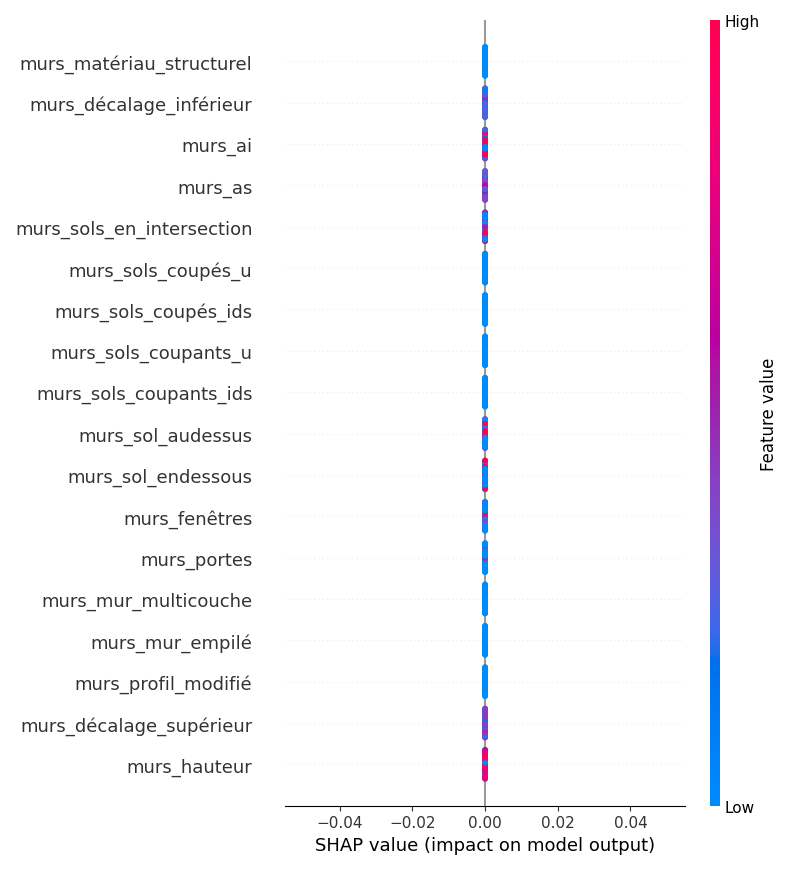 High
murs_matériau_structurel
murs_décalage_inférieur
murs_ai
murs_as
murs_sols_en_intersection
murs_sols_coupés_u
murs_sols_coupés_ids
murs_sols_coupants_u
murs_sols_coupants_ids
murs_sol_audessus
murs_sol_endessous
murs_fenêtres
murs_portes
murs_mur_multicouche
murs_mur_empilé
murs_profil_modifié
murs_décalage_supérieur
murs_hauteur
Feature value
Low
−0.04 −0.02 0.00 0.02 0.04
SHAP value (impact on model output)